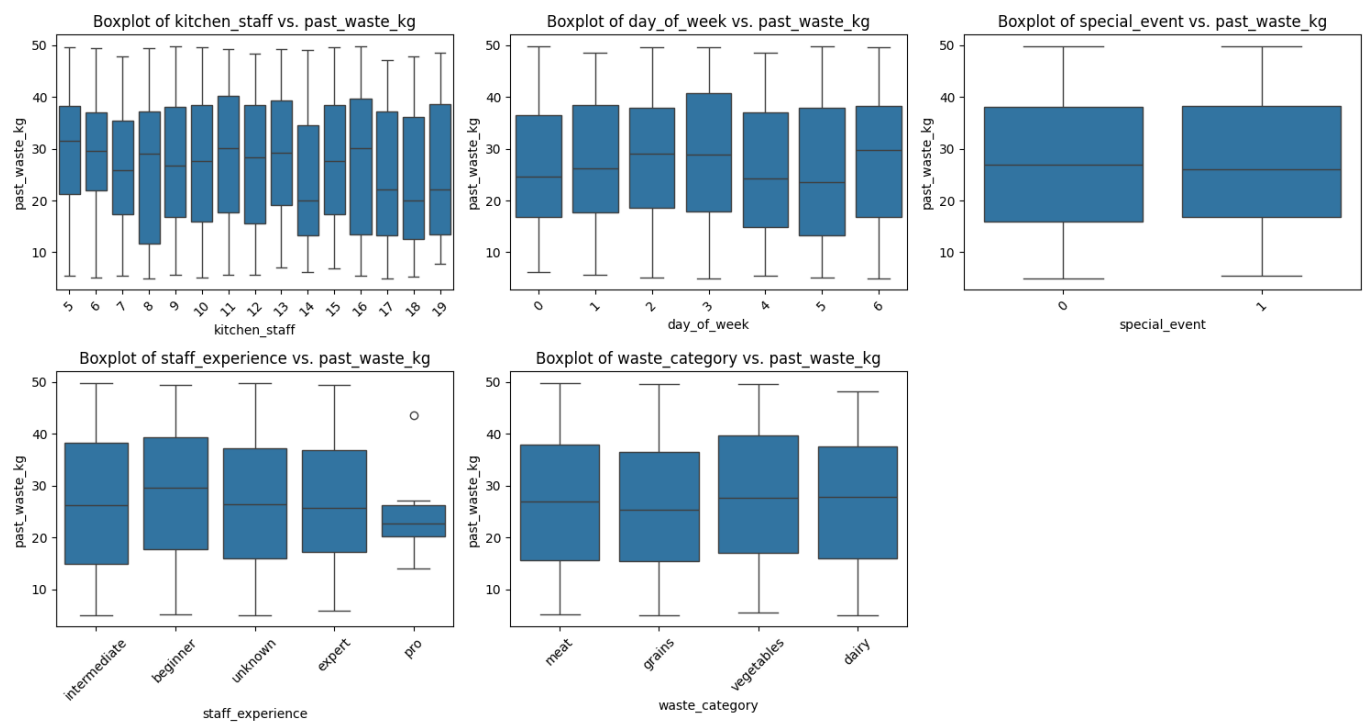 Boxplot of kitchen_staff vs. past_waste_kg
past_waste_kg
50
40
30
20
10
5 6 7 8 9 10 11 12 13 14 15 16 17 18 19
kitchen_staff
Boxplot of day_of_week vs. past_waste_kg
past_waste_kg
50
40
30
20
10
0 1 2 3 4 5 6
day_of_week
Boxplot of special_event vs. past_waste_kg
past_waste_kg
50
40
30
20
10
0 1
special_event
Boxplot of staff_experience vs. past_waste_kg
past_waste_kg
50
40
30
20
10
intermediate beginner unknown expert pro
staff_experience
Boxplot of waste_category vs. past_waste_kg
past_waste_kg
50
40
30
20
10
meat grains vegetables dairy
waste_category